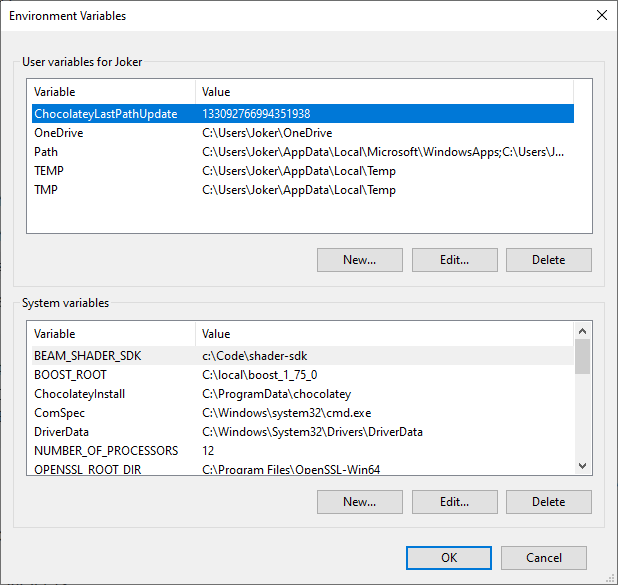 Environment Variables
User variables for Joker
Variable Value
ChocolateyLastPathUpdate 133092766994351938
OneDrive C:\Users\Joker\OneDrive
Path C:\Users\Joker\AppData\Local\Microsoft\WindowsApps;C:\Users\J...
TEMP C:\Users\Joker\AppData\Local\Temp
TMP C:\Users\Joker\AppData\Local\Temp
New... Edit... Delete
System variables
Variable Value
BEAM_SHADER_SDK c:\Code\shader-sdk
BOOST_ROOT C:\local\boost_1_75_0
ChocolateyInstall C:\ProgramData\chocolatey
ComSpec C:\Windows\system32\cmd.exe
DriverData C:\Windows\System32\Drivers\DriverData
NUMBER_OF_PROCESSORS 12
OPENSSL_ROOT_DIR C:\Program Files\OpenSSL-Win64
New... Edit... Delete
OK Cancel